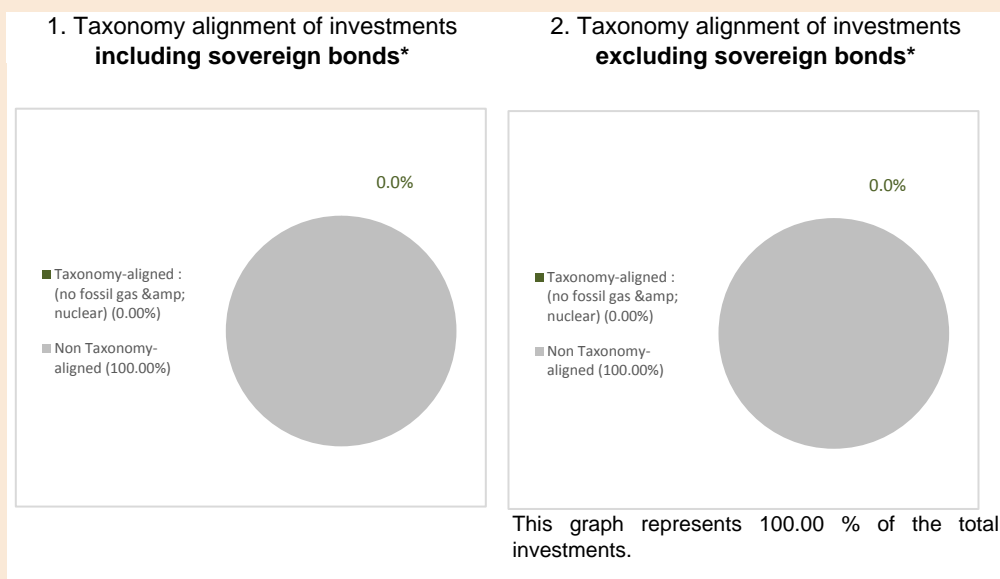 1. Taxonomy alignment of investments
including sovereign bonds*
0.0%
Taxonomy-aligned :
(no fossil gas &amp;
nuclear) (0.00%)
Non Taxonomy-
aligned (100.00%)
2. Taxonomy alignment of investments
excluding sovereign bonds*
0.0%
Taxonomy-aligned :
(no fossil gas &amp;
nuclear) (0.00%)
Non Taxonomy-
aligned (100.00%)
This graph represents 100.00 % of the total
investments.